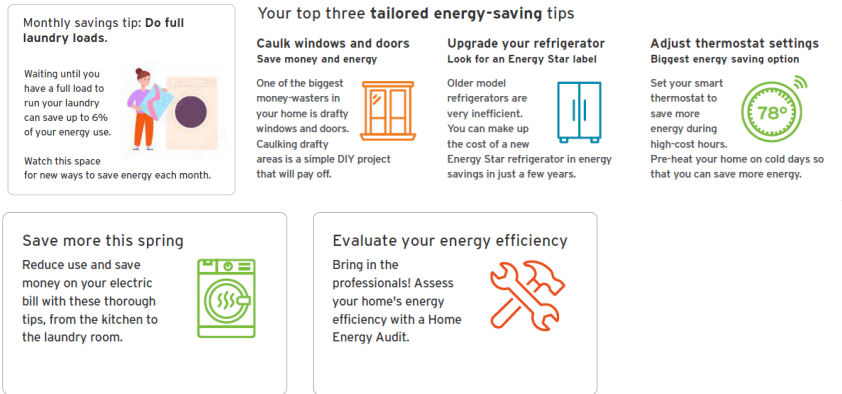 Monthly savings tip: Do full
laundry loads.
Waiting until you
have a full load to
run your laundry
can save up to 6%
of your energy use.
Watch this space
for new ways to save energy each month.
Your top three tailored energy-saving tips
Caulk windows and doors
Save money and energy
One of the biggest
money-wasters in
your home is drafty
windows and doors.
Caulking drafty
areas is a simple DIY project
that will pay off.
Upgrade your refrigerator
Look for an Energy Star label
Older model
refrigerators are
very inefficient.
You can make up
the cost of a new
Energy Star refrigerator in energy
savings in just a few years.
Adjust thermostat settings
Biggest energy saving option
Set your smart
thermostat to
save more
energy during
high-cost hours.
Pre-heat your home on cold days so
that you can save more energy.
78°
Save more this spring
Reduce use and save
money on your electric
bill with these thorough
tips, from the kitchen to
the laundry room.
Evaluate your energy efficiency
Bring in the
professionals! Assess
your home's energy
efficiency with a Home
Energy Audit.